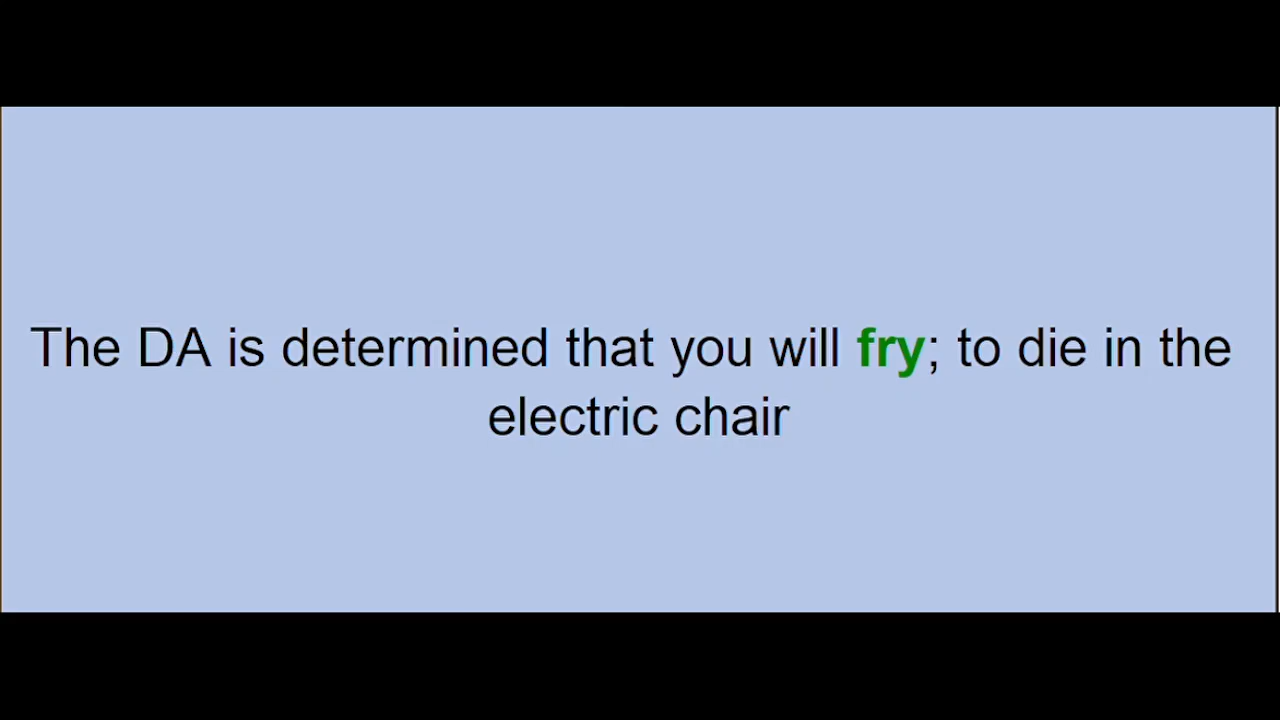 The DA is determined that you will fry; to die in the
electric chair